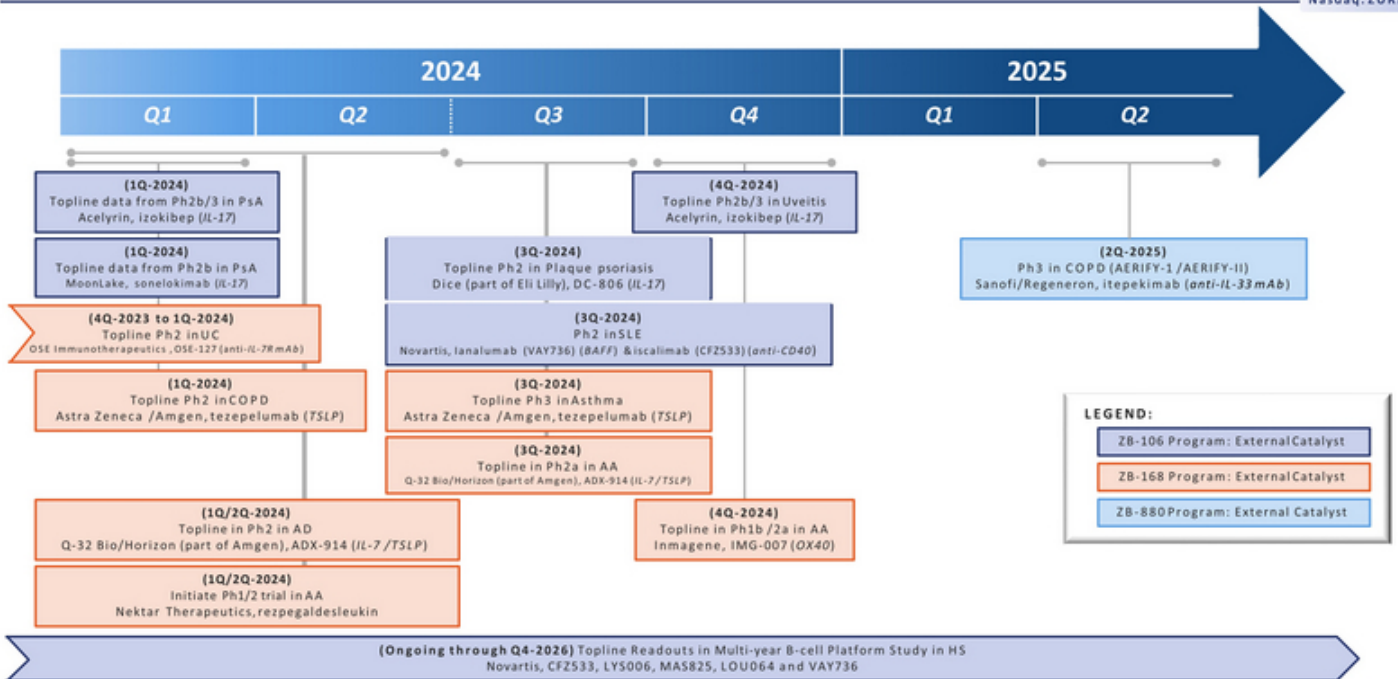 Nasdaq: ZURA
2024
2025
Q1
Q2
Q3
Q4
Q1
Q2
(1Q-2024)
Topline data from Ph2b/3 in PsA
Acelyrin, izokibep (IL-17)
(1Q-2024)
Topline data from Ph2b in PsA
MoonLake, sonelokimab (IL-17)
(4Q-2023 to 1Q-2024)
Topline Ph2 in UC
OSE Immunotherapeutics, OSE-127 (anti-IL-7R mAb)
(1Q-2024)
Topline Ph2 in COPD
Astra Zeneca /Amgen, tezepelumab (TSLP)
(1Q/2Q-2024)
Topline in Ph2 in AD
Q-32 Bio/Horizon (part of Amgen), ADX-914 (IL-7/TSLP)
(1Q/2Q-2024)
Initiate Ph1/2 trial in AA
Nektar Therapeutics, rezpegaldesleukin
(3Q-2024)
Topline Ph2 in Plaque psoriasis
Dice (part of Eli Lilly), DC-806 (IL-17)
(3Q-2024)
Ph2 in SLE
Novartis, Ianalumab (VAY736) (BAFF) & iscalimab (CFZ533) (anti-CD40)
(3Q-2024)
Topline Ph3 in Asthma
Astra Zeneca /Amgen, tezepelumab (TSLP)
(3Q-2024)
Topline in Ph2a in AA
Q-32 Bio/Horizon (part of Amgen), ADX-914 (IL-7/TSLP)
(4Q-2024)
Topline Ph2b/3 in Uveitis
Acelyrin, izokibep (IL-17)
(4Q-2024)
Topline in Ph1b /2a in AA
Inmagene, IMG-007 (OX40)
(2Q-2025)
Ph3 in COPD (AERIFY-1 /AERIFY-II)
Sanofi/Regeneron, itepekimab (anti-IL-33 mAb)
LEGEND:
ZB-106 Program: External Catalyst
ZB-168 Program: External Catalyst
ZB-880 Program: External Catalyst
(Ongoing through Q4-2026) Topline Readouts in Multi-year B-cell Platform Study in HS
Novartis, CFZ533, LYS006, MAS825, LOU064 and VAY736